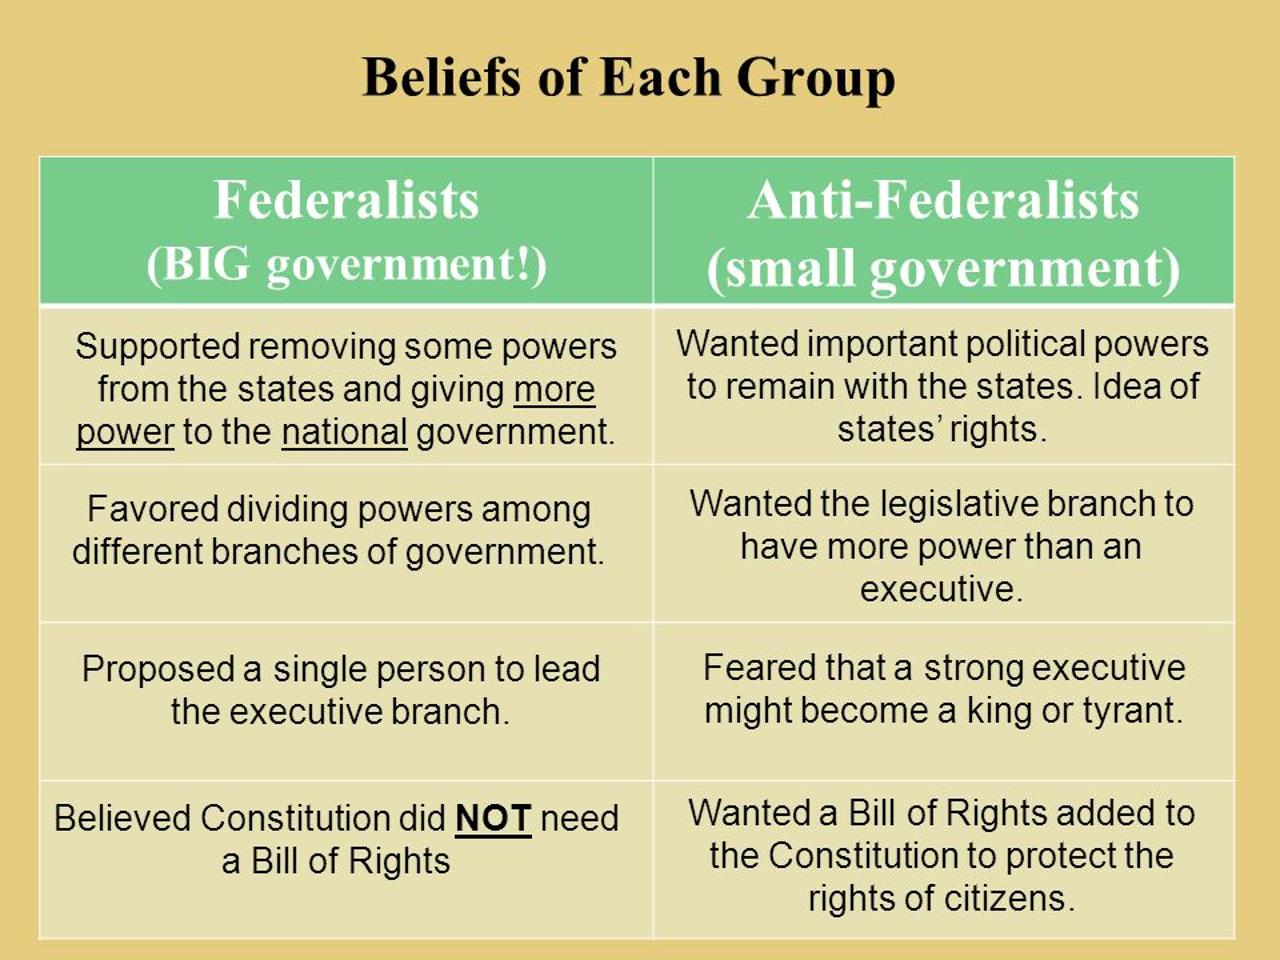 Beliefs of Each Group
Federalists
(BIG government!)
Anti-Federalists
(small government)
Supported removing some powers
from the states and giving more
power to the national government.
Wanted important political powers
to remain with the states. Idea of
states’ rights.
Favored dividing powers among
different branches of government.
Wanted the legislative branch to
have more power than an
executive.
Proposed a single person to lead
the executive branch.
Feared that a strong executive
might become a king or tyrant.
Believed Constitution did NOT need
a Bill of Rights
Wanted a Bill of Rights added to
the Constitution to protect the
rights of citizens.